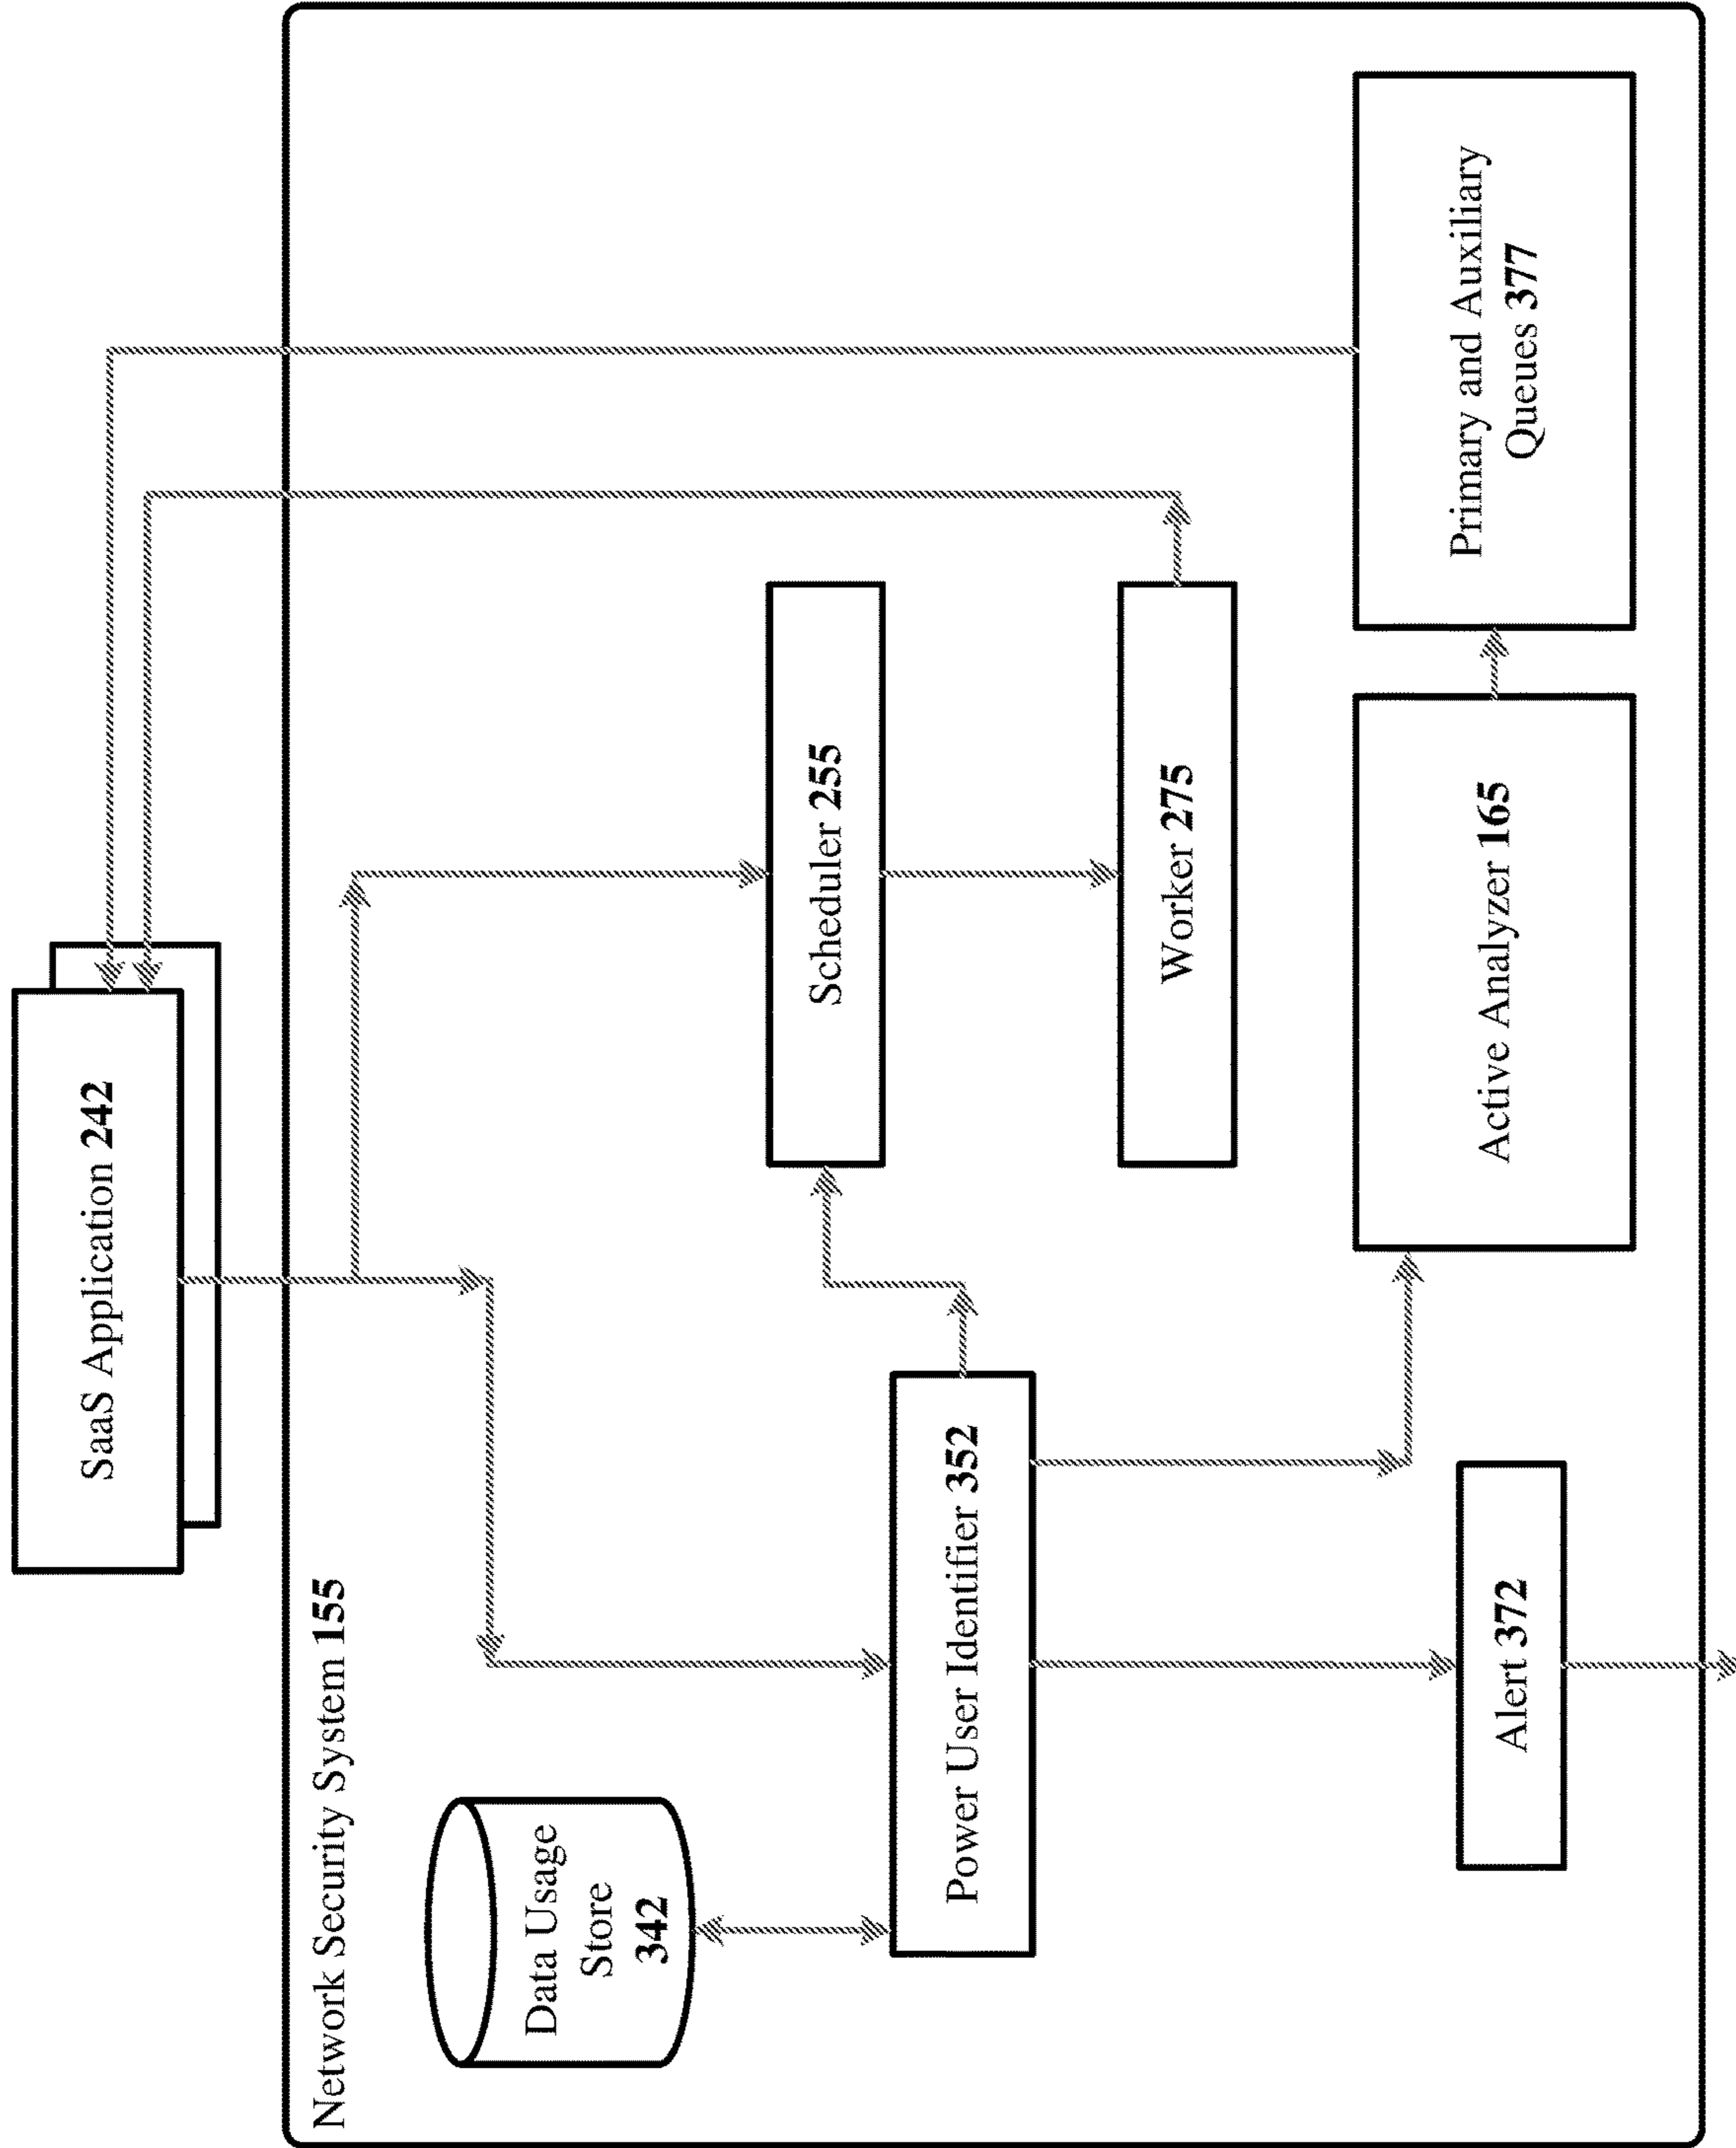 SaaS Application 242
Network Security System 155
Data Usage
Store
342
Scheduler 255
Power User Identifier 352
Worker 275
Alert 372
Active Analyzer 165
Primary and Auxiliary
Queues 377